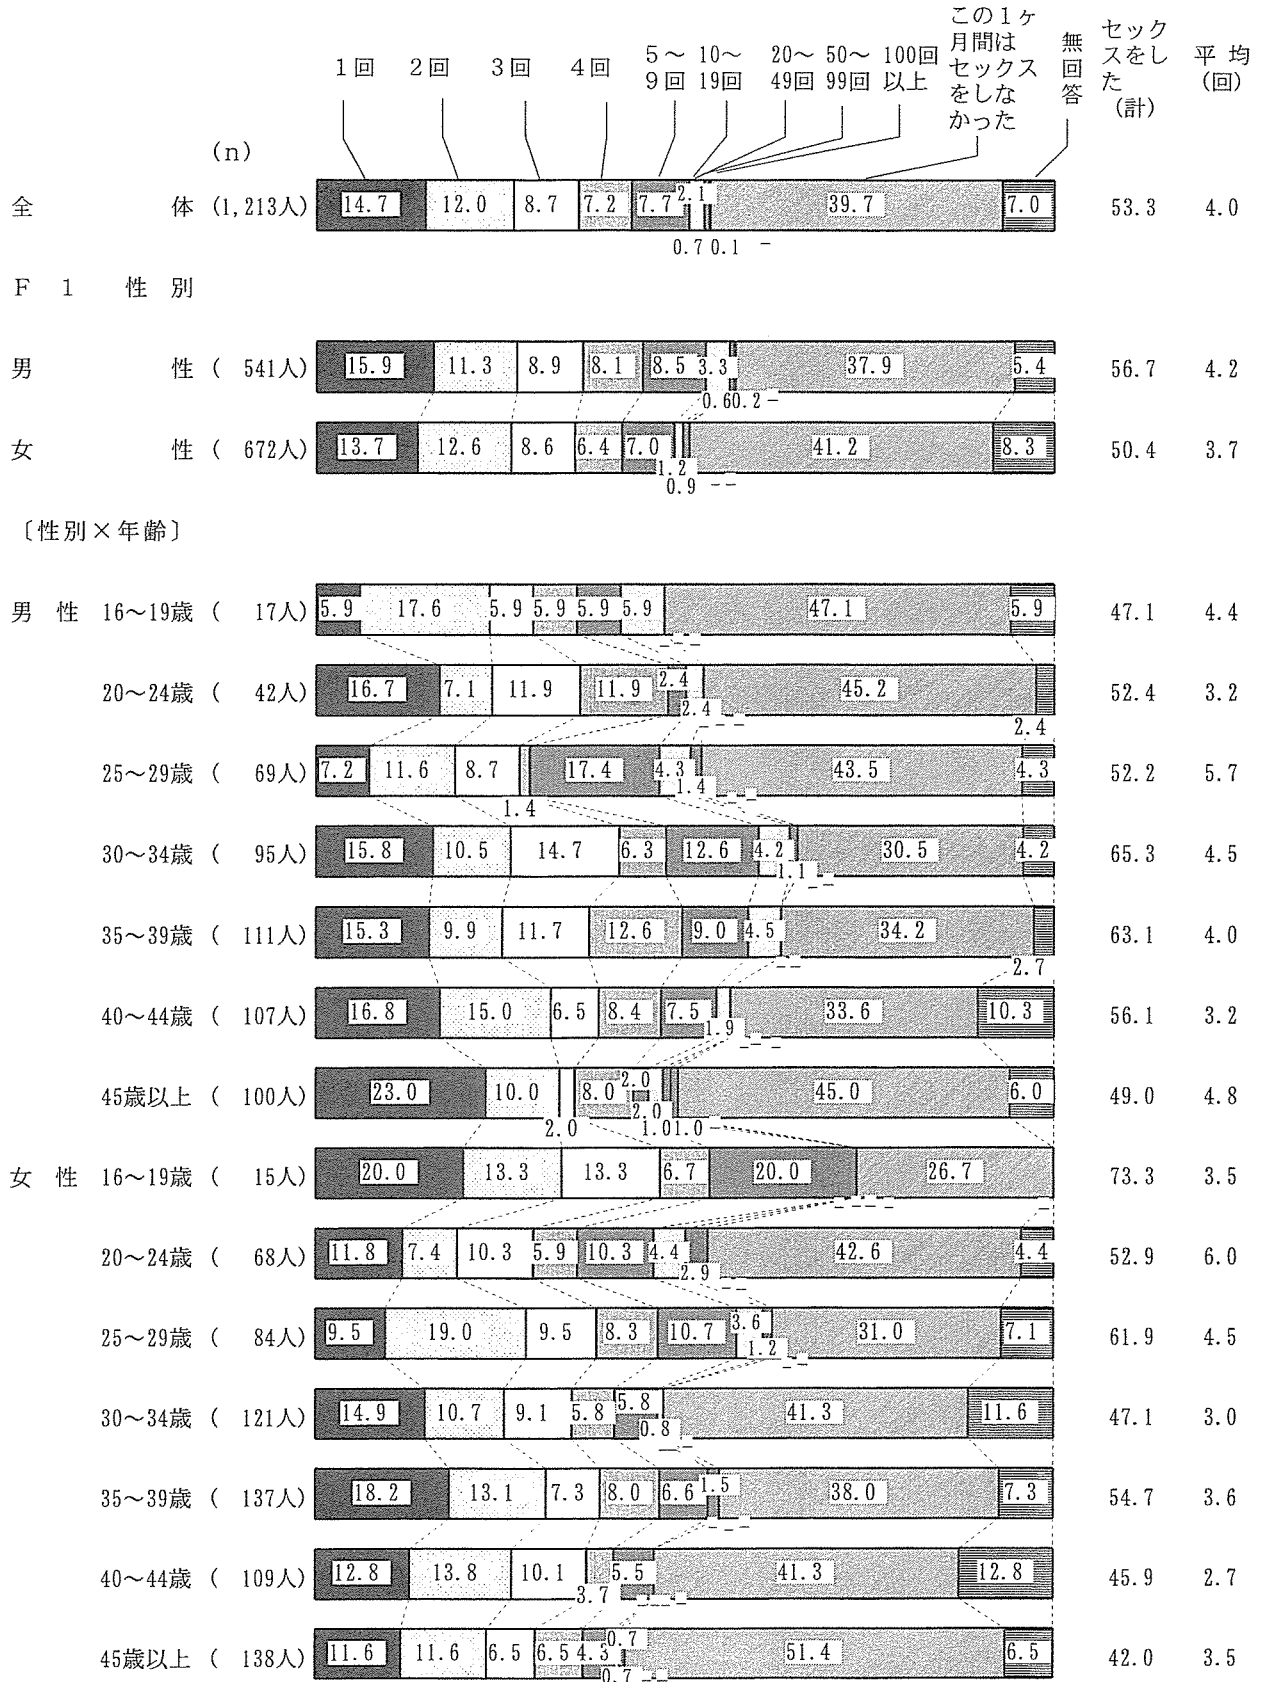 1回 2回 3回 4回 5～9回 10～19回 20～49回 50～99回 100回以上 この1ヶ月間はセックスをしなかった 無回答 セックスをした(計) 平均(回)
(n)
全体 (1,213人) 14.7 12.0 8.7 7.2 7.7 2.1 0.7 0.1 - 39.7 7.0 53.3 4.0
F1 性別
男性 (541人) 15.9 11.3 8.9 8.1 8.5 3.3 0.6 0.2 - 37.9 5.4 56.7 4.2
女性 (672人) 13.7 12.6 8.6 6.4 7.0 1.2 0.9 - - 41.2 8.3 50.4 3.7
〔性別×年齢〕
男性 16～19歳 (17人) 5.9 17.6 5.9 5.9 5.9 5.9 - - - 47.1 5.9 47.1 4.4
20～24歳 (42人) 16.7 7.1 11.9 11.9 2.4 2.4 - - - 45.2 2.4 52.4 3.2
25～29歳 (69人) 7.2 11.6 8.7 1.4 17.4 4.3 1.4 - - 43.5 4.3 52.2 5.7
30～34歳 (95人) 15.8 10.5 14.7 6.3 12.6 4.2 1.1 - - 30.5 4.2 65.3 4.5
35～39歳 (111人) 15.3 9.9 11.7 12.6 9.0 4.5 - - 34.2 2.7 63.1 4.0
40～44歳 (107人) 16.8 15.0 6.5 8.4 7.5 1.9 - - - 33.6 10.3 56.1 3.2
45歳以上 (100人) 23.0 10.0 2.0 8.0 2.0 2.0 1.0 1.0 - 45.0 6.0 49.0 4.8
女性 16～19歳 (15人) 20.0 13.3 13.3 6.7 20.0 - - - - 26.7 - 73.3 3.5
20～24歳 (68人) 11.8 7.4 10.3 5.9 10.3 4.4 2.9 - - 42.6 4.4 52.9 6.0
25～29歳 (84人) 9.5 19.0 9.5 8.3 10.7 3.6 1.2 - - 31.0 7.1 61.9 4.5
30～34歳 (121人) 14.9 10.7 9.1 5.8 5.8 0.8 - - - 41.3 11.6 47.1 3.0
35～39歳 (137人) 18.2 13.1 7.3 8.0 6.6 1.5 - - - 38.0 7.3 54.7 3.6
40～44歳 (109人) 12.8 13.8 10.1 3.7 5.5 - - - - 41.3 12.8 45.9 2.7
45歳以上 (138人) 11.6 11.6 6.5 6.5 4.3 0.7 0.7 - - 51.4 6.5 42.0 3.5